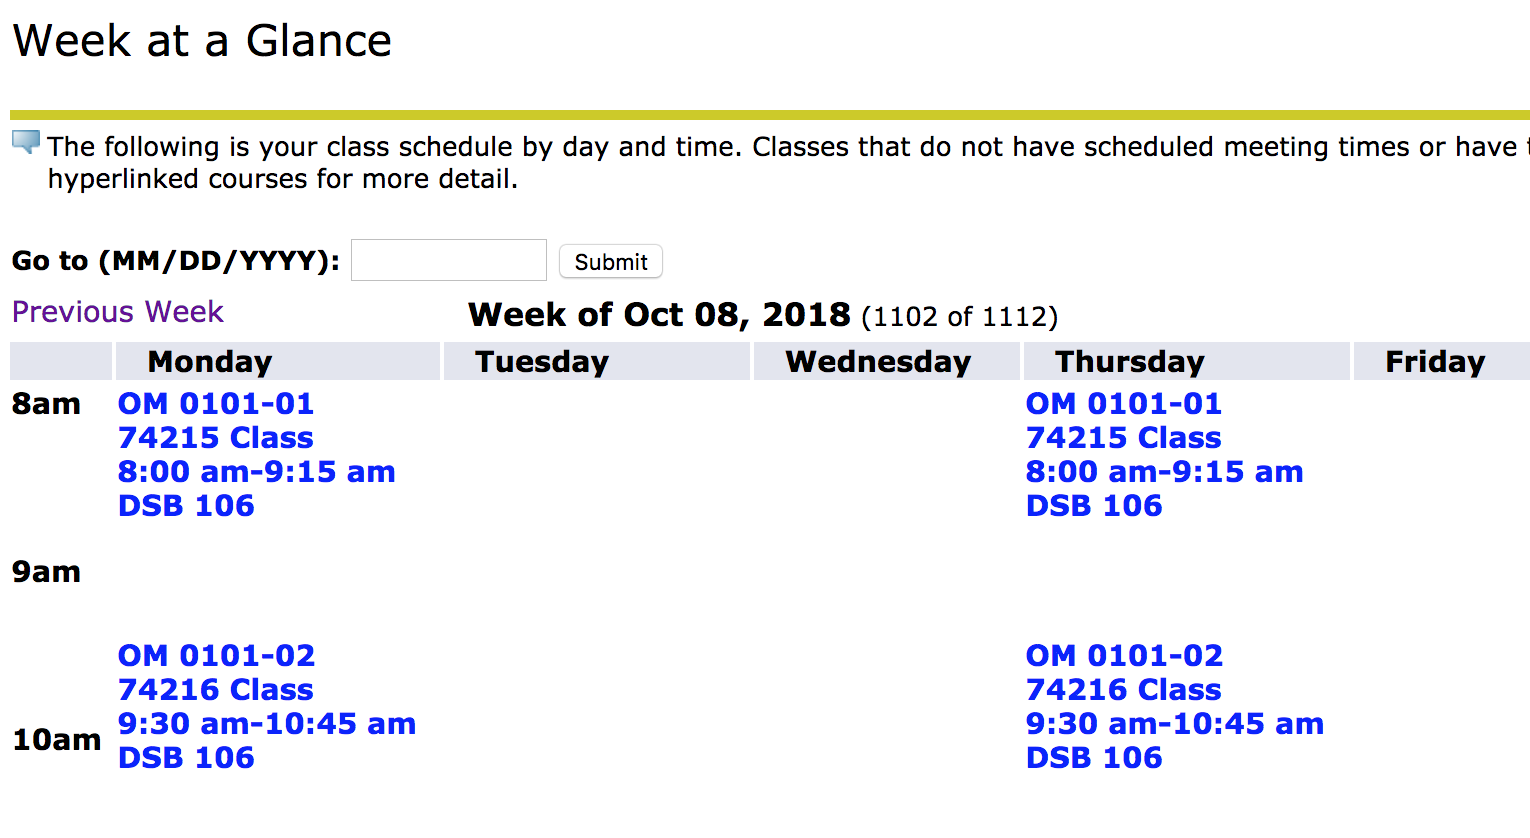 Week at a Glance
The following is your class schedule by day and time. Classes that do not have scheduled meeting times or have
hyperlinked courses for more detail.
Go to (MM/DD/YYYY): Submit
Previous Week Week of Oct 08, 2018 (1102 of 1112)
Monday Tuesday Wednesday Thursday Friday
8am OM 0101-01 OM 0101-01
74215 Class 74215 Class
8:00 am-9:15 am 8:00 am-9:15 am
DSB 106 DSB 106
9am
OM 0101-02 OM 0101-02
74216 Class 74216 Class
9:30 am-10:45 am 9:30 am-10:45 am
10am
DSB 106 DSB 106